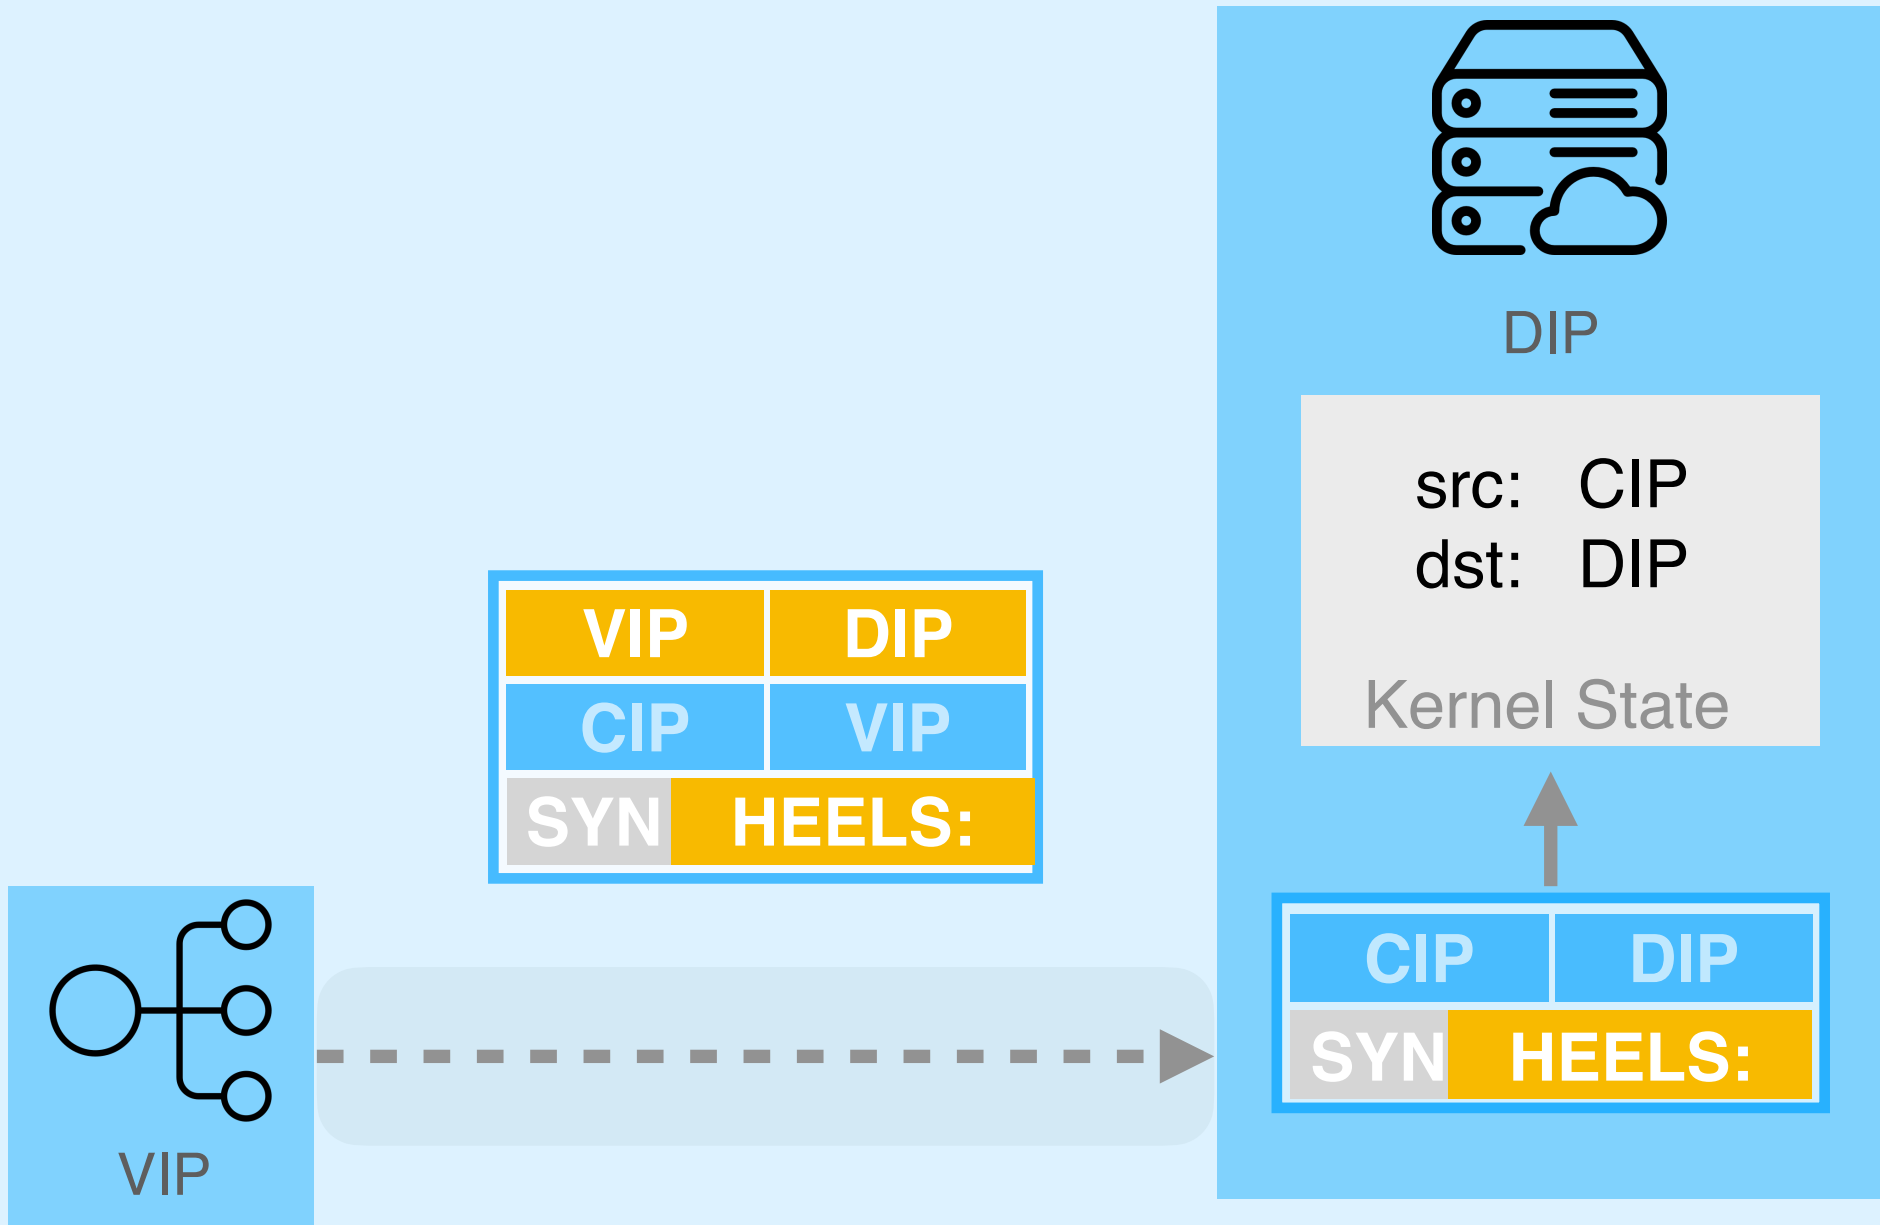 DIP
src: CIP
dst: DIP
Kernel State
VIP DIP
CIP VIP
SYN HEELS:
CIP DIP
SYN HEELS:
VIP